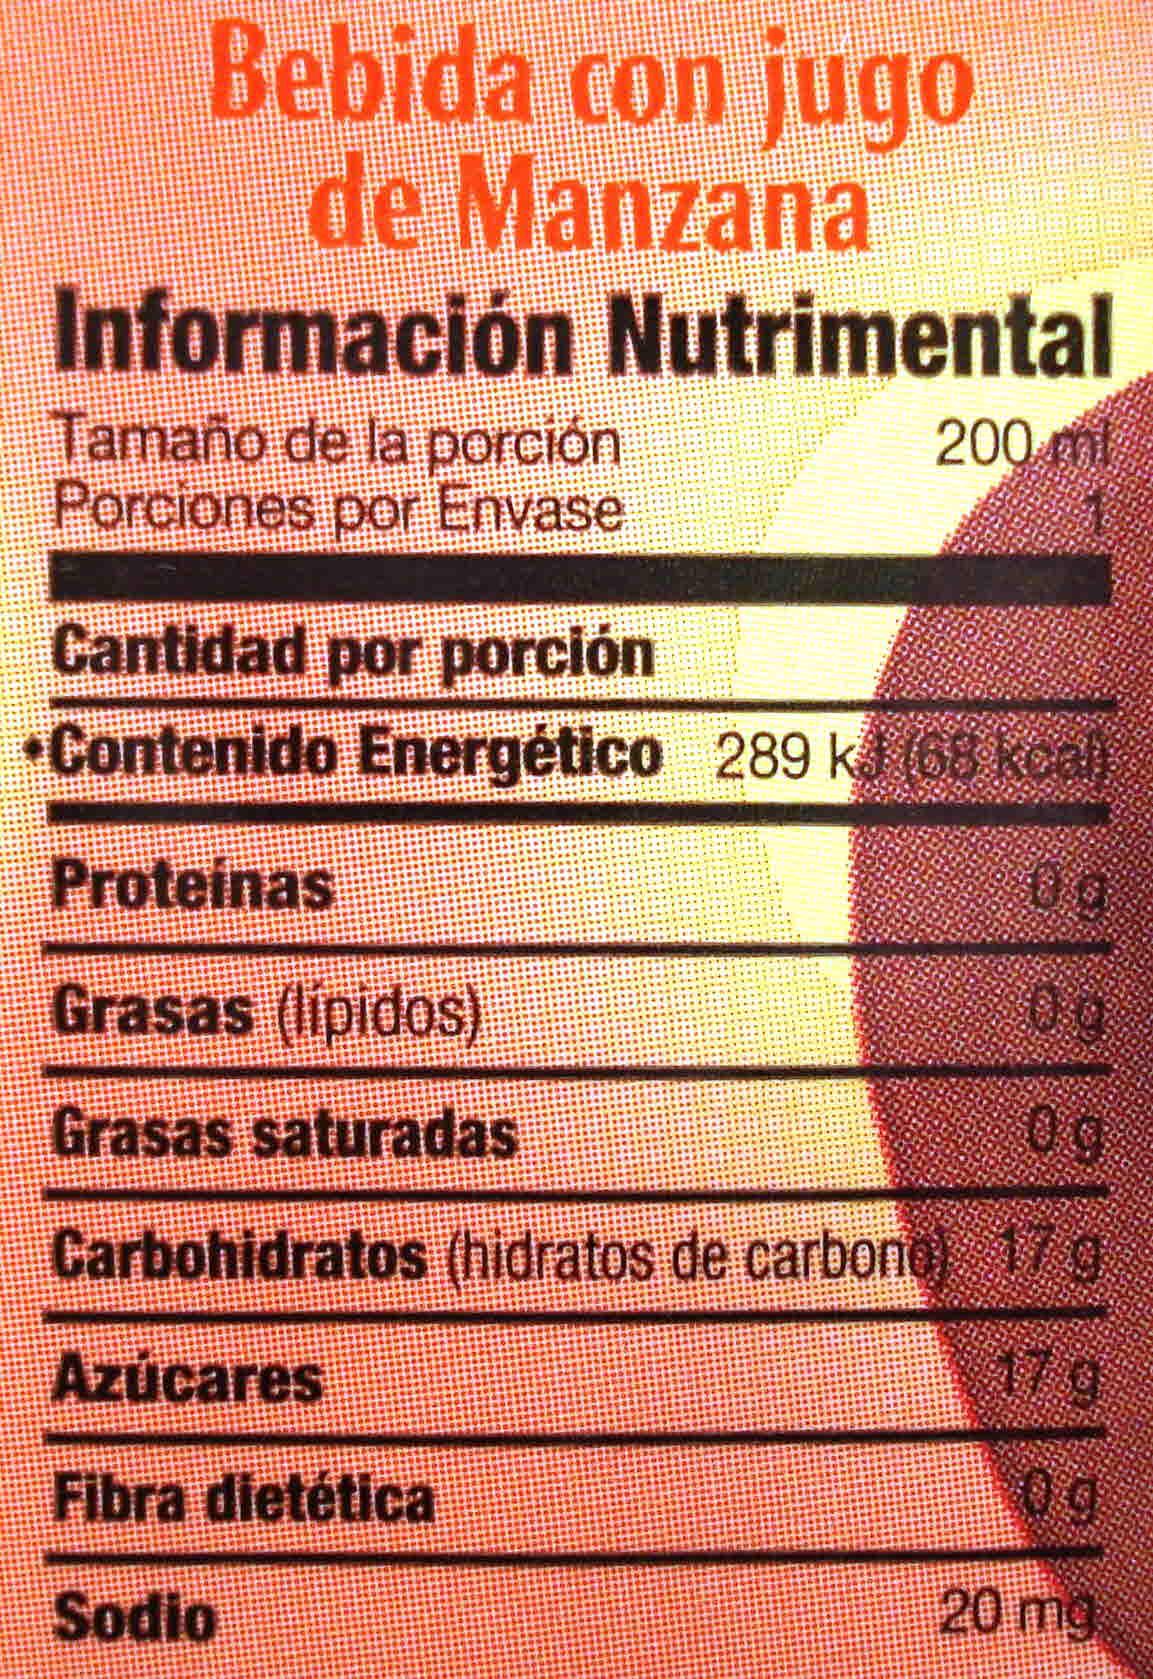 Bebida con jugo
de Manzana
Información Nutrimental
Tamaño de la porción 200 ml
Porciones por Envase 1
Cantidad por porción
•Contenido Energético 289 kJ (68 kcal)
Proteínas 0 g
Grasas (lípidos) 0 g
Grasas saturadas 0 g
Carbohidratos (hidratos de carbono) 17 g
Azúcares 17 g
Fibra dietética 0 g
Sodio 20 mg